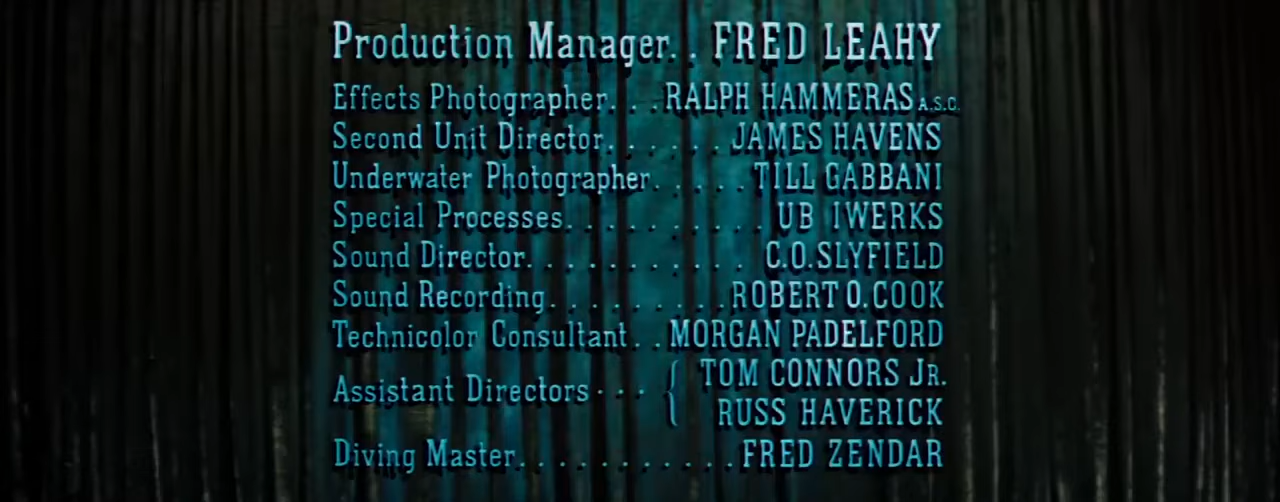 Production Manager. . FRED LEAHY
Effects Photographer. . . RALPH HAMMERAS A.S.C.
Second Unit Director. . . . . . JAMES HAVENS
Underwater Photographer. . . . . TILL GABBANI
Special Processes. . . . . . . . . . UB IWERKS
Sound Director. . . . . . . . . . . C.O.SLYFIELD
Sound Recording. . . . . . . . . ROBERT O.COOK
Technicolor Consultant. . MORGAN PADELFORD
Assistant Directors . . . { TOM CONNORS JR.
RUSS HAVERICK
Diving Master. . . . . . . . . . . FRED ZENDAR